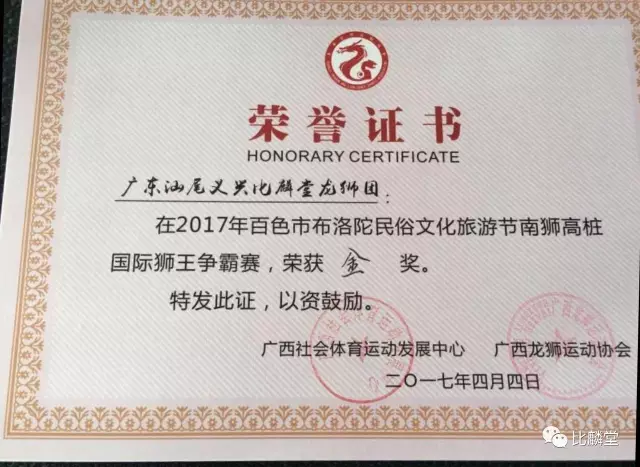 荣誉证书
HONORARY CERTIFICATE
广东汕尾义兴比麟堂龙狮团：
在2017年百色市布洛陀民俗文化旅游节南狮高桩
国际狮王争霸赛，荣获 金 奖。
特发此证，以资鼓励。
广西社会体育运动发展中心 广西龙狮运动协会
二〇一七年四月四日
比麟堂